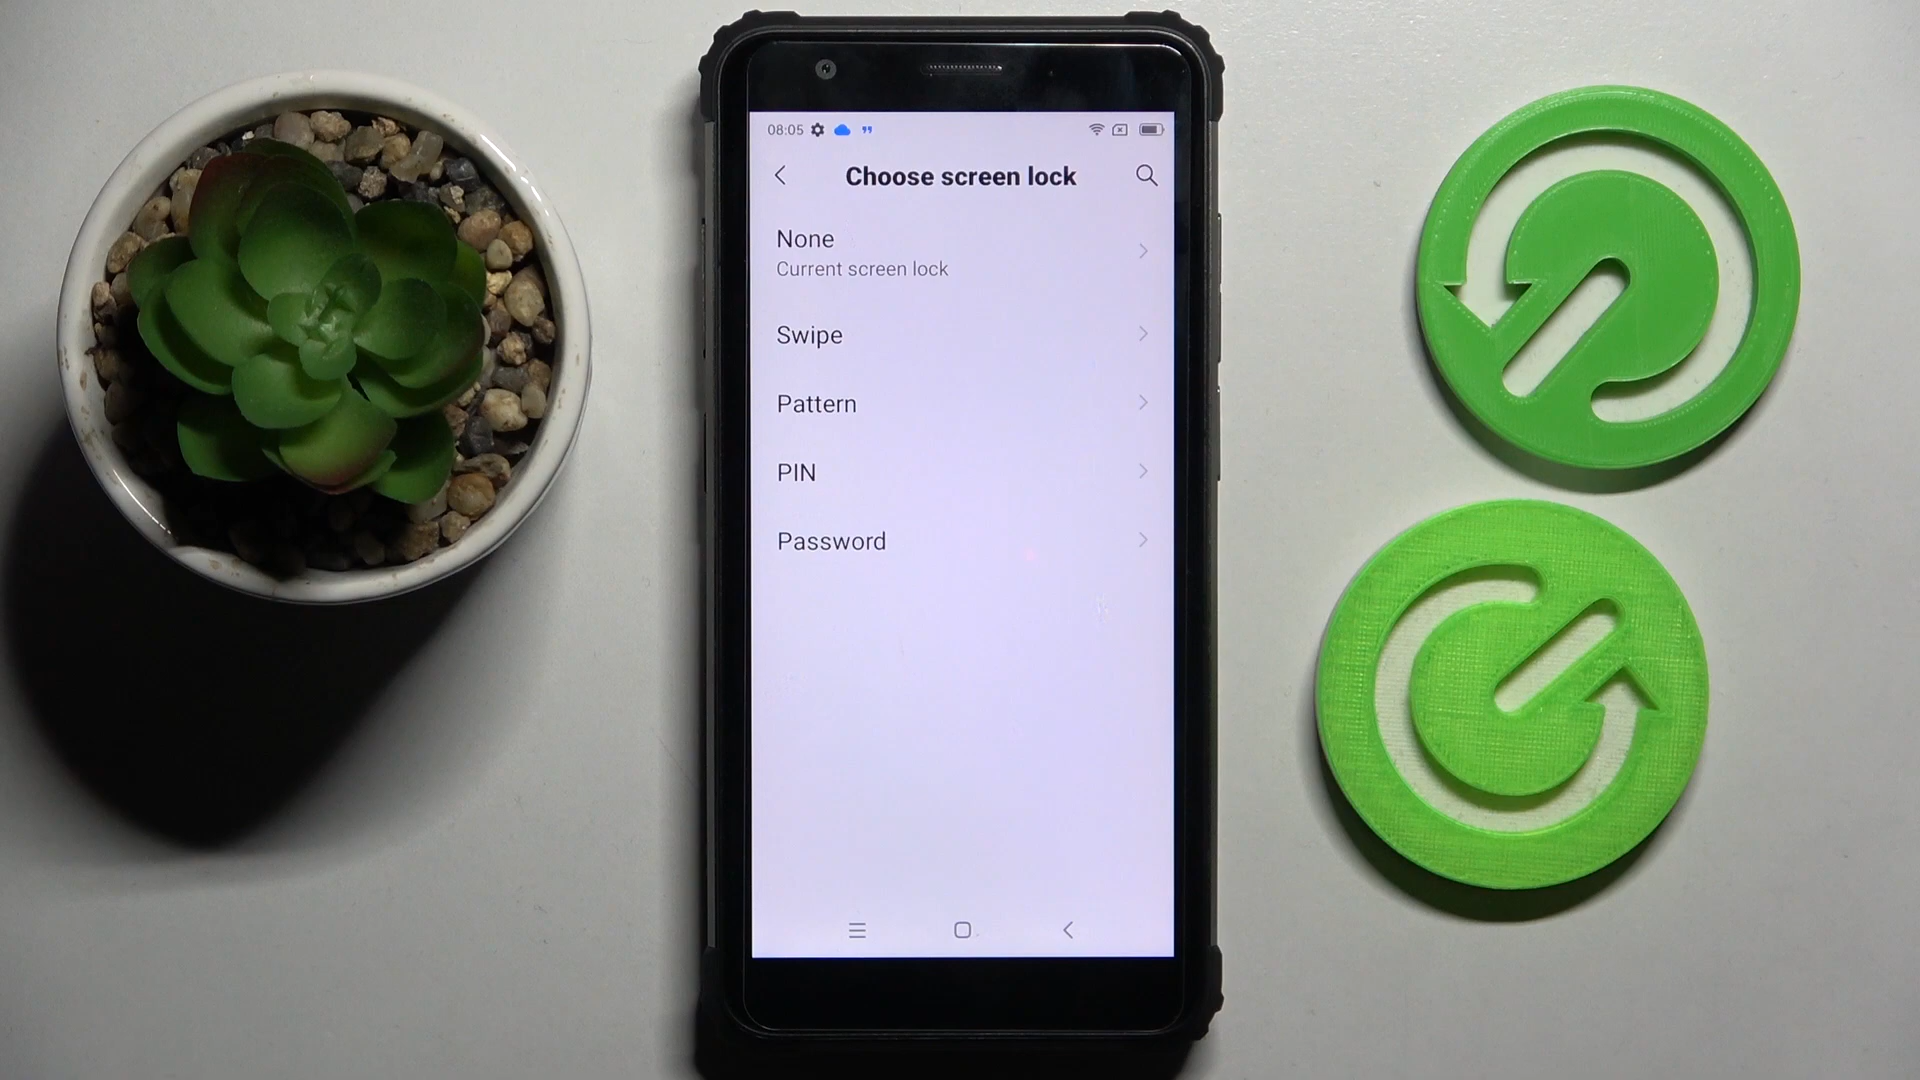 08:05
Choose screen lock
None
Current screen lock
Swipe
Pattern
PIN
Password